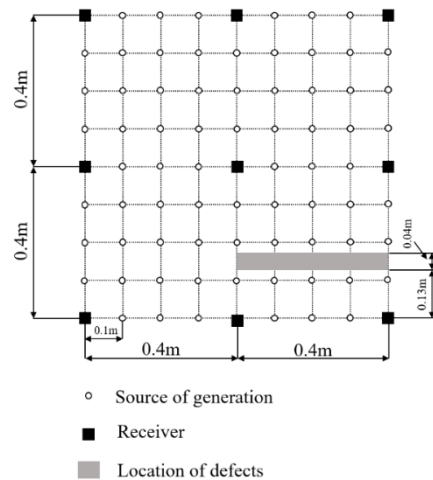 0.4m
0.4m
0.04m
0.13m
0.1m
0.4m
0.4m
Source of generation
Receiver
Location of defects